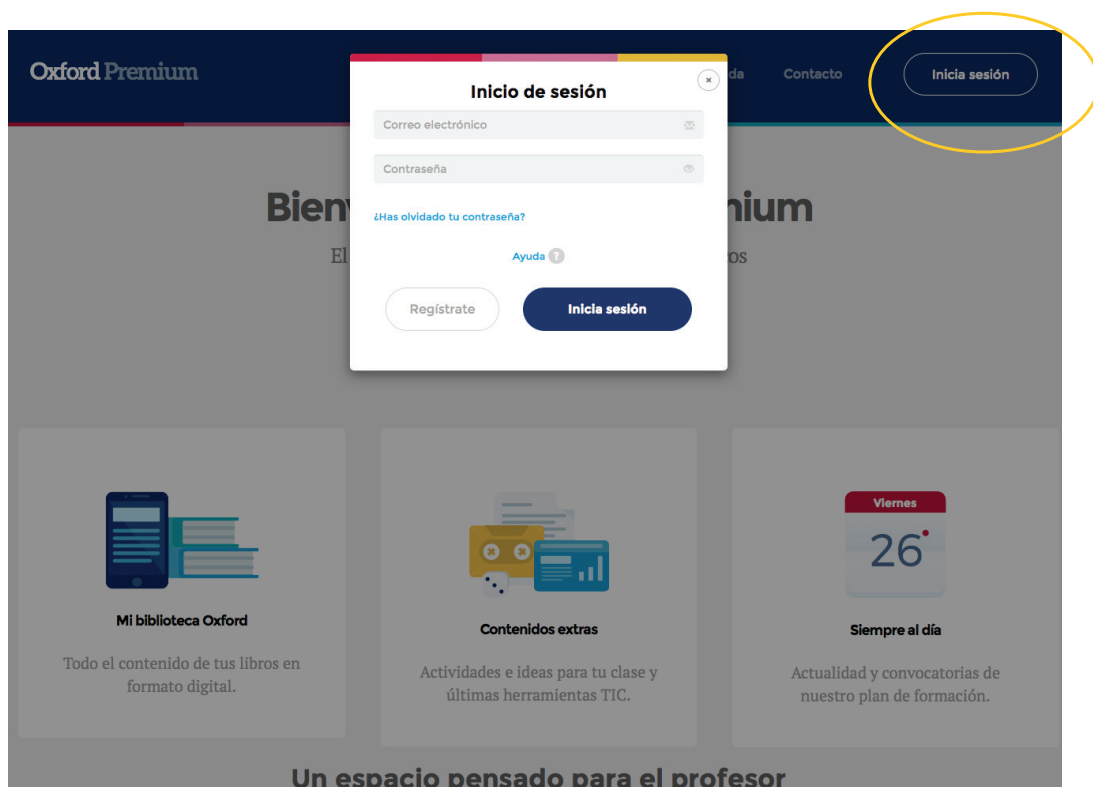 Oxford Premium
da
Contacto
Inicia sesión
Inicio de sesión
Correo electrónico
Contraseña
¿Has olvidado tu contraseña?
Ayuda ?
Regístrate
Inicia sesión
Bien
nium
El
os
Viernes
26
Mi biblioteca Oxford
Todo el contenido de tus libros en
formato digital.
Contenidos extras
Actividades e ideas para tu clase y
últimas herramientas TIC.
Siempre al día
Actualidad y convocatorias de
nuestro plan de formación.
Un espacio pensado para el profesor